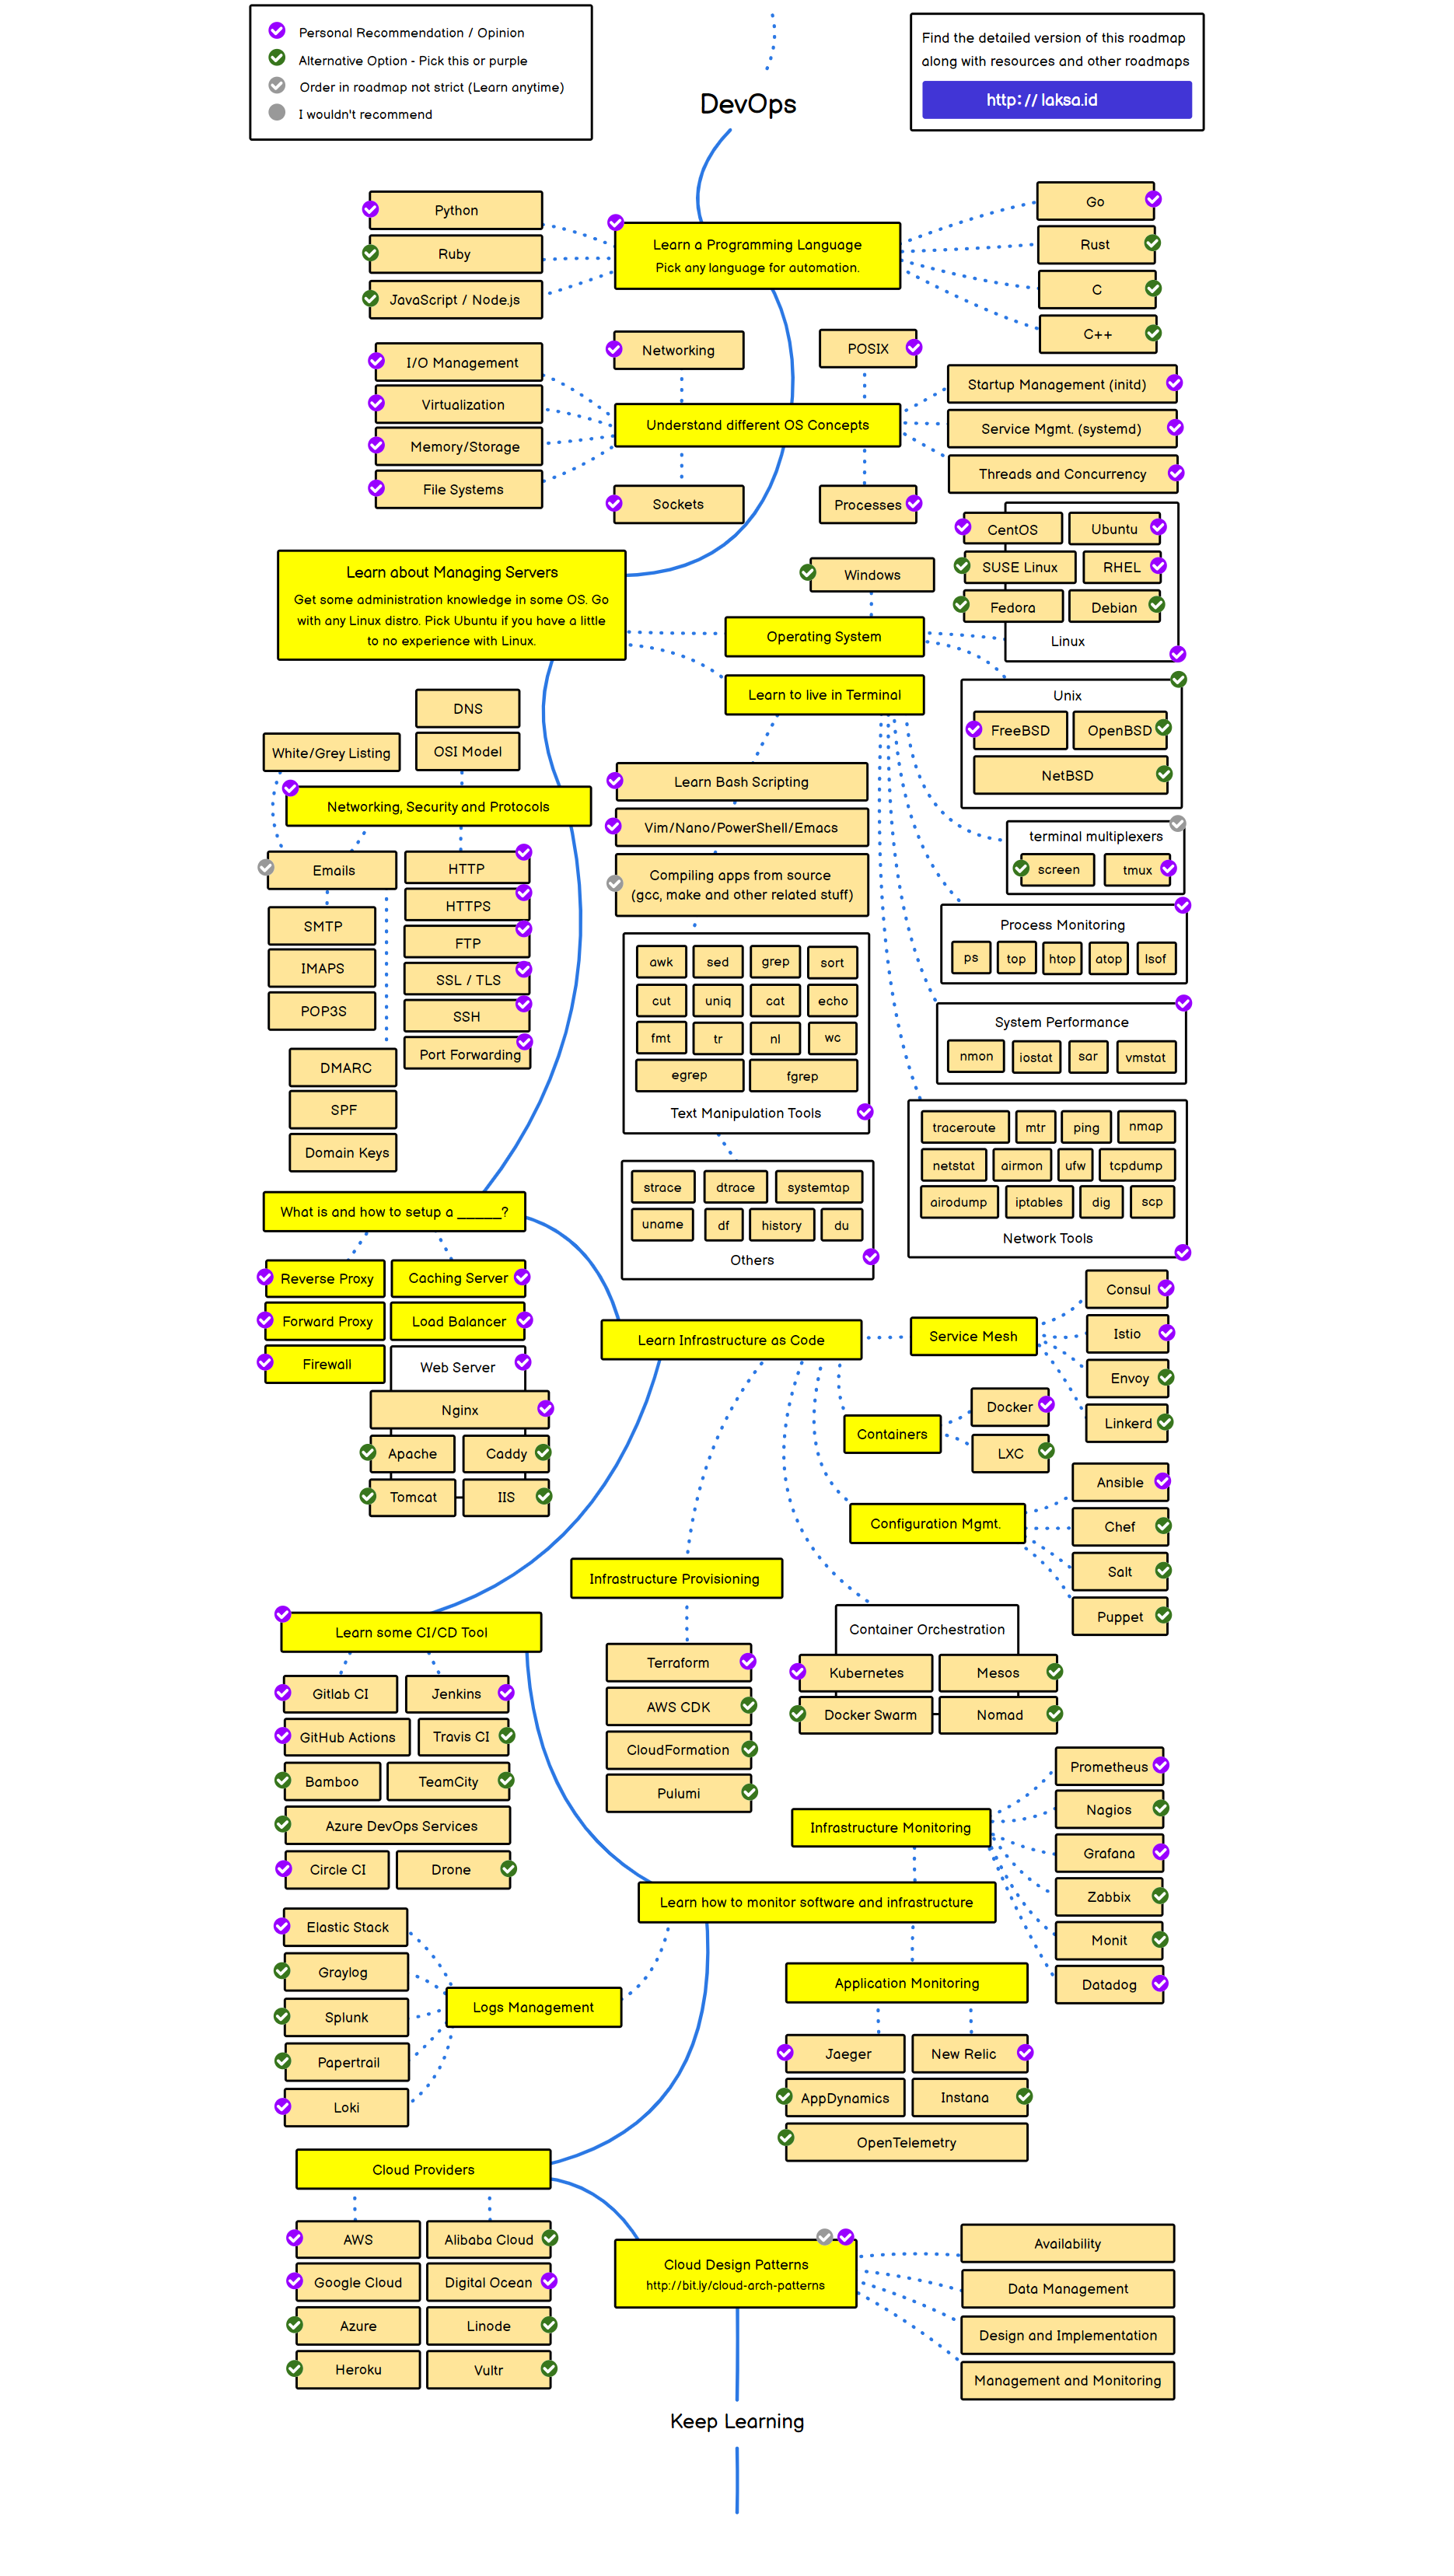 Personal Recommendation / Opinion
Alternative Option - Pick this or purple
Order in roadmap not strict (Learn anytime)
I wouldn't recommend
Find the detailed version of this roadmap
along with resources and other roadmaps
http: // laksa.id
DevOps
Python
Ruby
JavaScript / Node.js
Learn a Programming Language
Pick any language for automation.
Go
Rust
C
C++
I/O Management
Virtualization
Memory/Storage
File Systems
Networking
POSIX
Understand different OS Concepts
Sockets
Processes
Startup Management (initd)
Service Mgmt. (systemd)
Threads and Concurrency
Learn about Managing Servers
Get some administration knowledge in some OS. Go
with any Linux distro. Pick Ubuntu if you have a little
to no experience with Linux.
Windows
Operating System
Learn to live in Terminal
CentOS
Ubuntu
SUSE Linux
RHEL
Fedora
Debian
Linux
Unix
FreeBSD
OpenBSD
NetBSD
DNS
OSI Model
White/Grey Listing
Networking, Security and Protocols
Emails
SMTP
IMAPS
POP3S
DMARC
SPF
Domain Keys
HTTP
HTTPS
FTP
SSL / TLS
SSH
Port Forwarding
Learn Bash Scripting
Vim/Nano/PowerShell/Emacs
Compiling apps from source
(gcc, make and other related stuff)
awk
sed
grep
sort
cut
uniq
cat
echo
fmt
tr
nl
wc
egrep
fgrep
Text Manipulation Tools
strace
dtrace
systemtap
uname
df
history
du
Others
terminal multiplexers
screen
tmux
Process Monitoring
ps
top
htop
atop
lsof
System Performance
nmon
iostat
sar
vmstat
traceroute
mtr
ping
nmap
netstat
airmon
ufw
tcpdump
airodump
iptables
dig
scp
Network Tools
What is and how to setup a ______?
Reverse Proxy
Caching Server
Forward Proxy
Load Balancer
Firewall
Web Server
Nginx
Apache
Caddy
Tomcat
IIS
Learn Infrastructure as Code
Service Mesh
Consul
Istio
Envoy
Linkerd
Containers
Docker
LXC
Configuration Mgmt.
Ansible
Chef
Salt
Puppet
Infrastructure Provisioning
Terraform
AWS CDK
CloudFormation
Pulumi
Container Orchestration
Kubernetes
Mesos
Docker Swarm
Nomad
Learn some CI/CD Tool
Gitlab CI
Jenkins
GitHub Actions
Travis CI
Bamboo
TeamCity
Azure DevOps Services
Circle CI
Drone
Infrastructure Monitoring
Prometheus
Nagios
Grafana
Zabbix
Monit
Datadog
Learn how to monitor software and infrastructure
Application Monitoring
Jaeger
New Relic
AppDynamics
Instana
OpenTelemetry
Elastic Stack
Graylog
Splunk
Papertrail
Loki
Logs Management
Cloud Providers
AWS
Alibaba Cloud
Google Cloud
Digital Ocean
Azure
Linode
Heroku
Vultr
Cloud Design Patterns
http://bit.ly/cloud-arch-patterns
Availability
Data Management
Design and Implementation
Management and Monitoring
Keep Learning